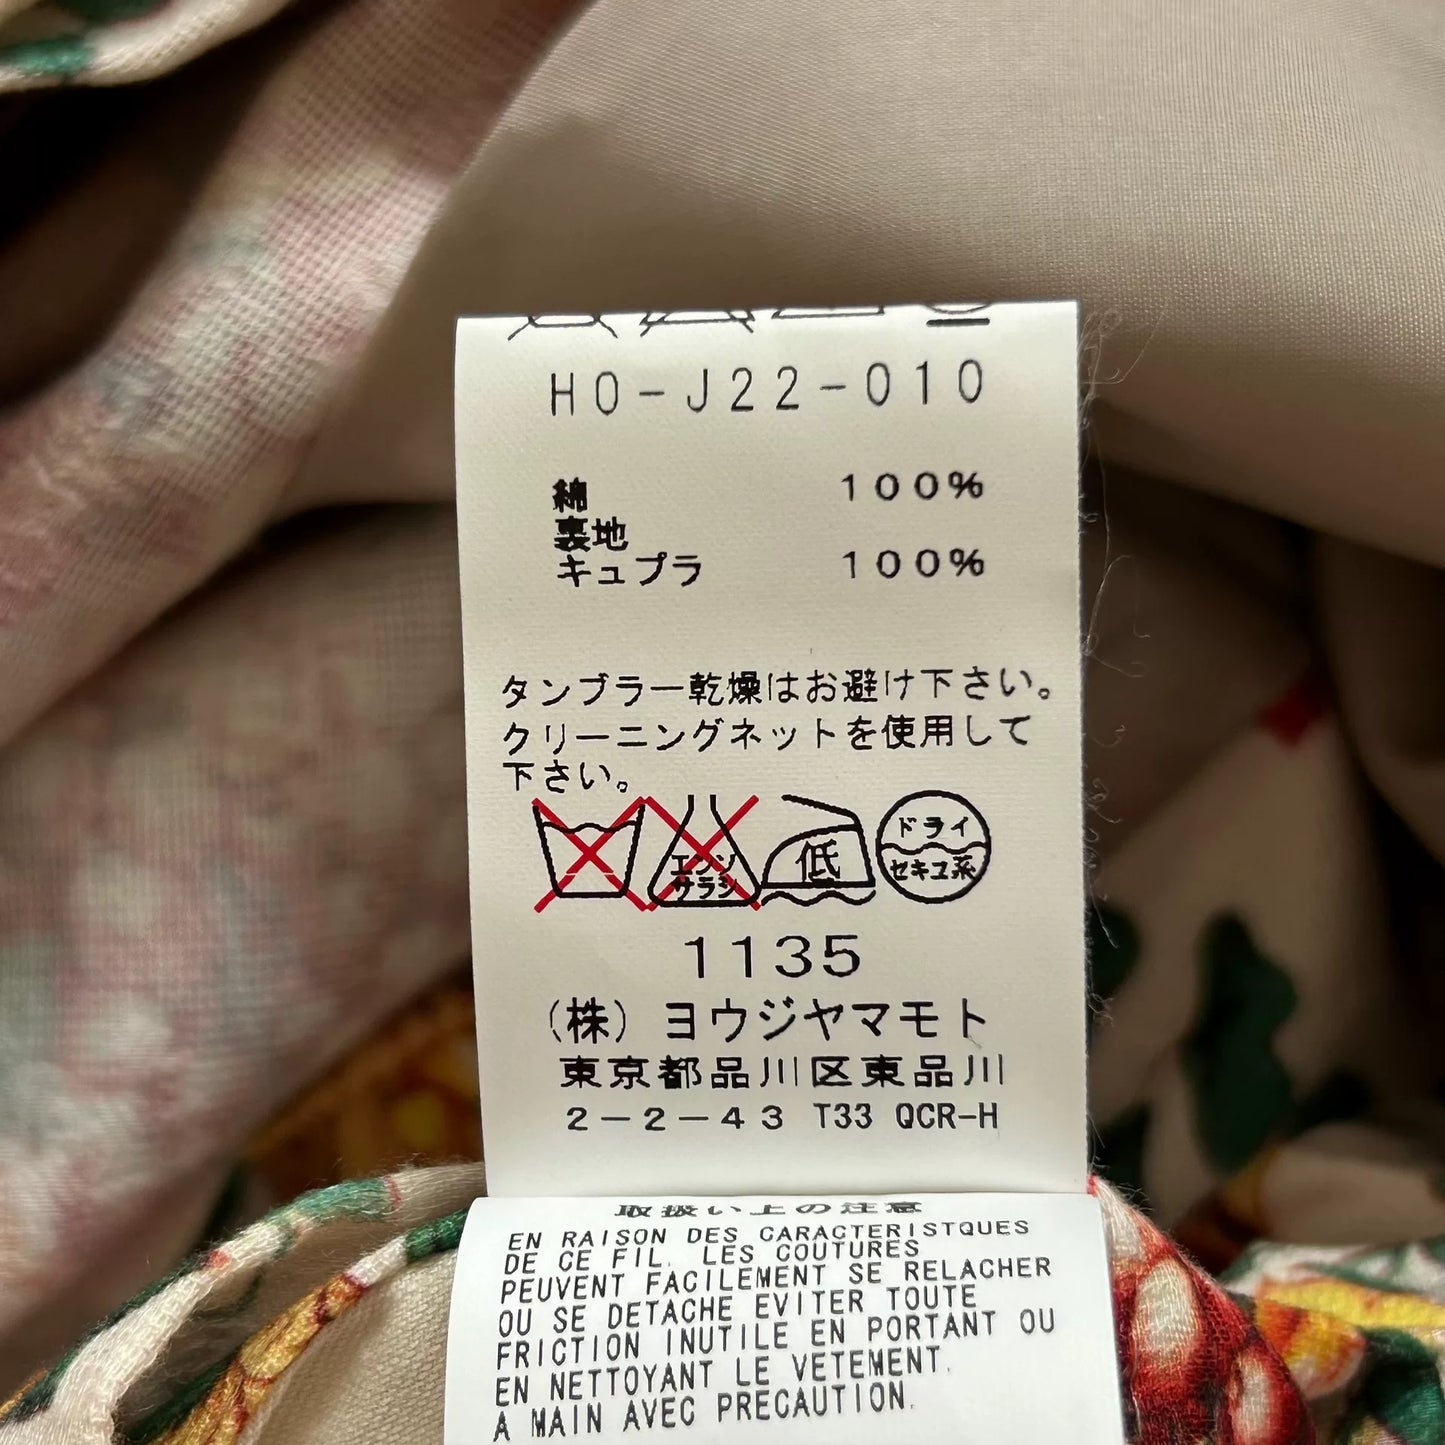 HO-J22-010
綿 100%
裏地
キュプラ 100%
タンブラー乾燥はお避け下さい。
クリーニングネットを使用して
下さい。
エンソ
サラシ
低
ドライ
セキユ系
1135
(株) ヨウジヤマモト
東京都品川区東品川
2-2-43 T33 QCR-H
取扱い上の注意
EN RAISON DES CARACTERISTQUES
DE CE FIL. LES COUTURES
PEUVENT FACILEMENT SE RELACHER
OU SE DETACHE EVITER TOUTE
FRICTION INUTILE EN PORTANT OU
EN NETTOYANT LE VETEMENT.
A MAIN AVEC PRECAUTION.